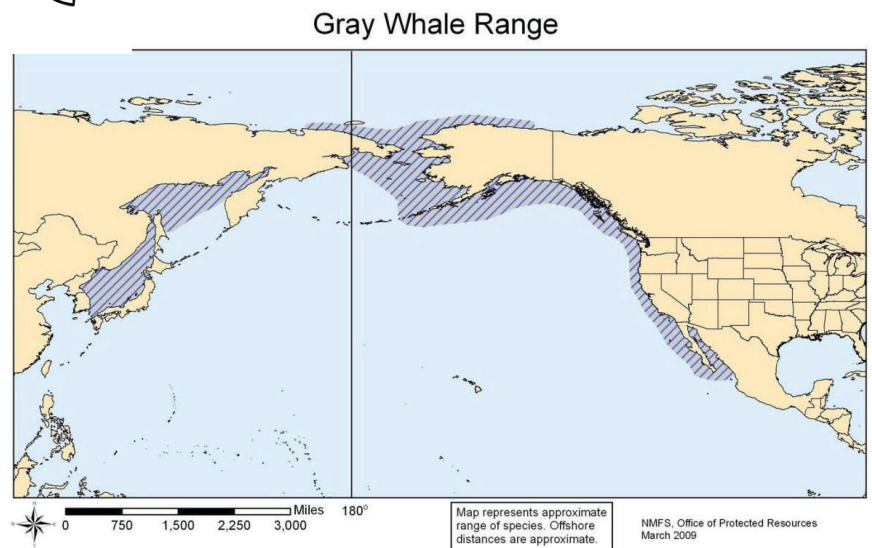 Gray Whale Range
N
W
E
S
Miles
0 750 1,500 2,250 3,000
180°
Map represents approximate
range of species. Offshore
distances are approximate.
NMFS, Office of Protected Resources
March 2009